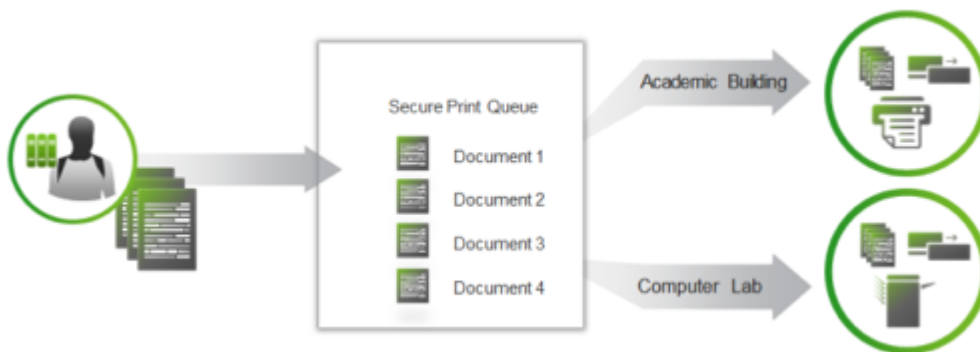 Academic Building
Secure Print Queue
Document 1
Document 2
Document 3
Document 4
Computer Lab